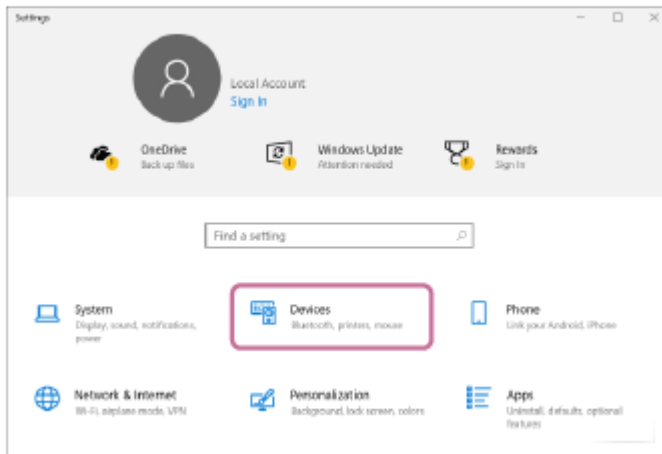 Settings
Local Account
Sign In
OneDrive
Back up files
Windows Update
Attention needed
Rewards
Sign In
Find a setting
System
Display, sound, notifications,
power
Devices
Bluetooth, printers, mouse
Phone
Link your Android, iPhone
Network & Internet
Wi-Fi, airplane mode, VPN
Personalization
Background, lock screen, colors
Apps
Uninstall, defaults, optional
features